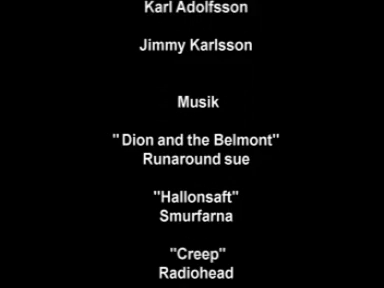 Karl Adolfsson
Jimmy Karlsson
Musik
"Dion and the Belmont"
Runaround sue
"Hallonsaft"
Smurfarna
"Creep"
Radiohead